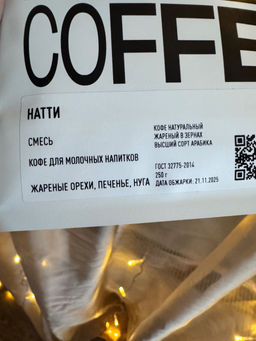 COFFE
НАТТИ
СМЕСЬ
КОФЕ ДЛЯ МОЛОЧНЫХ НАПИТКОВ
ЖАРЕНЫЕ ОРЕХИ, ПЕЧЕНЬЕ, НУГА
КОФЕ НАТУРАЛЬНЫЙ
ЖАРЕНЫЙ В ЗЕРНАХ
ВЫСШИЙ СОРТ АРАБИКА
ГОСТ 32775-2014
250 г
ДАТА ОБЖАРКИ: 21.11.2025